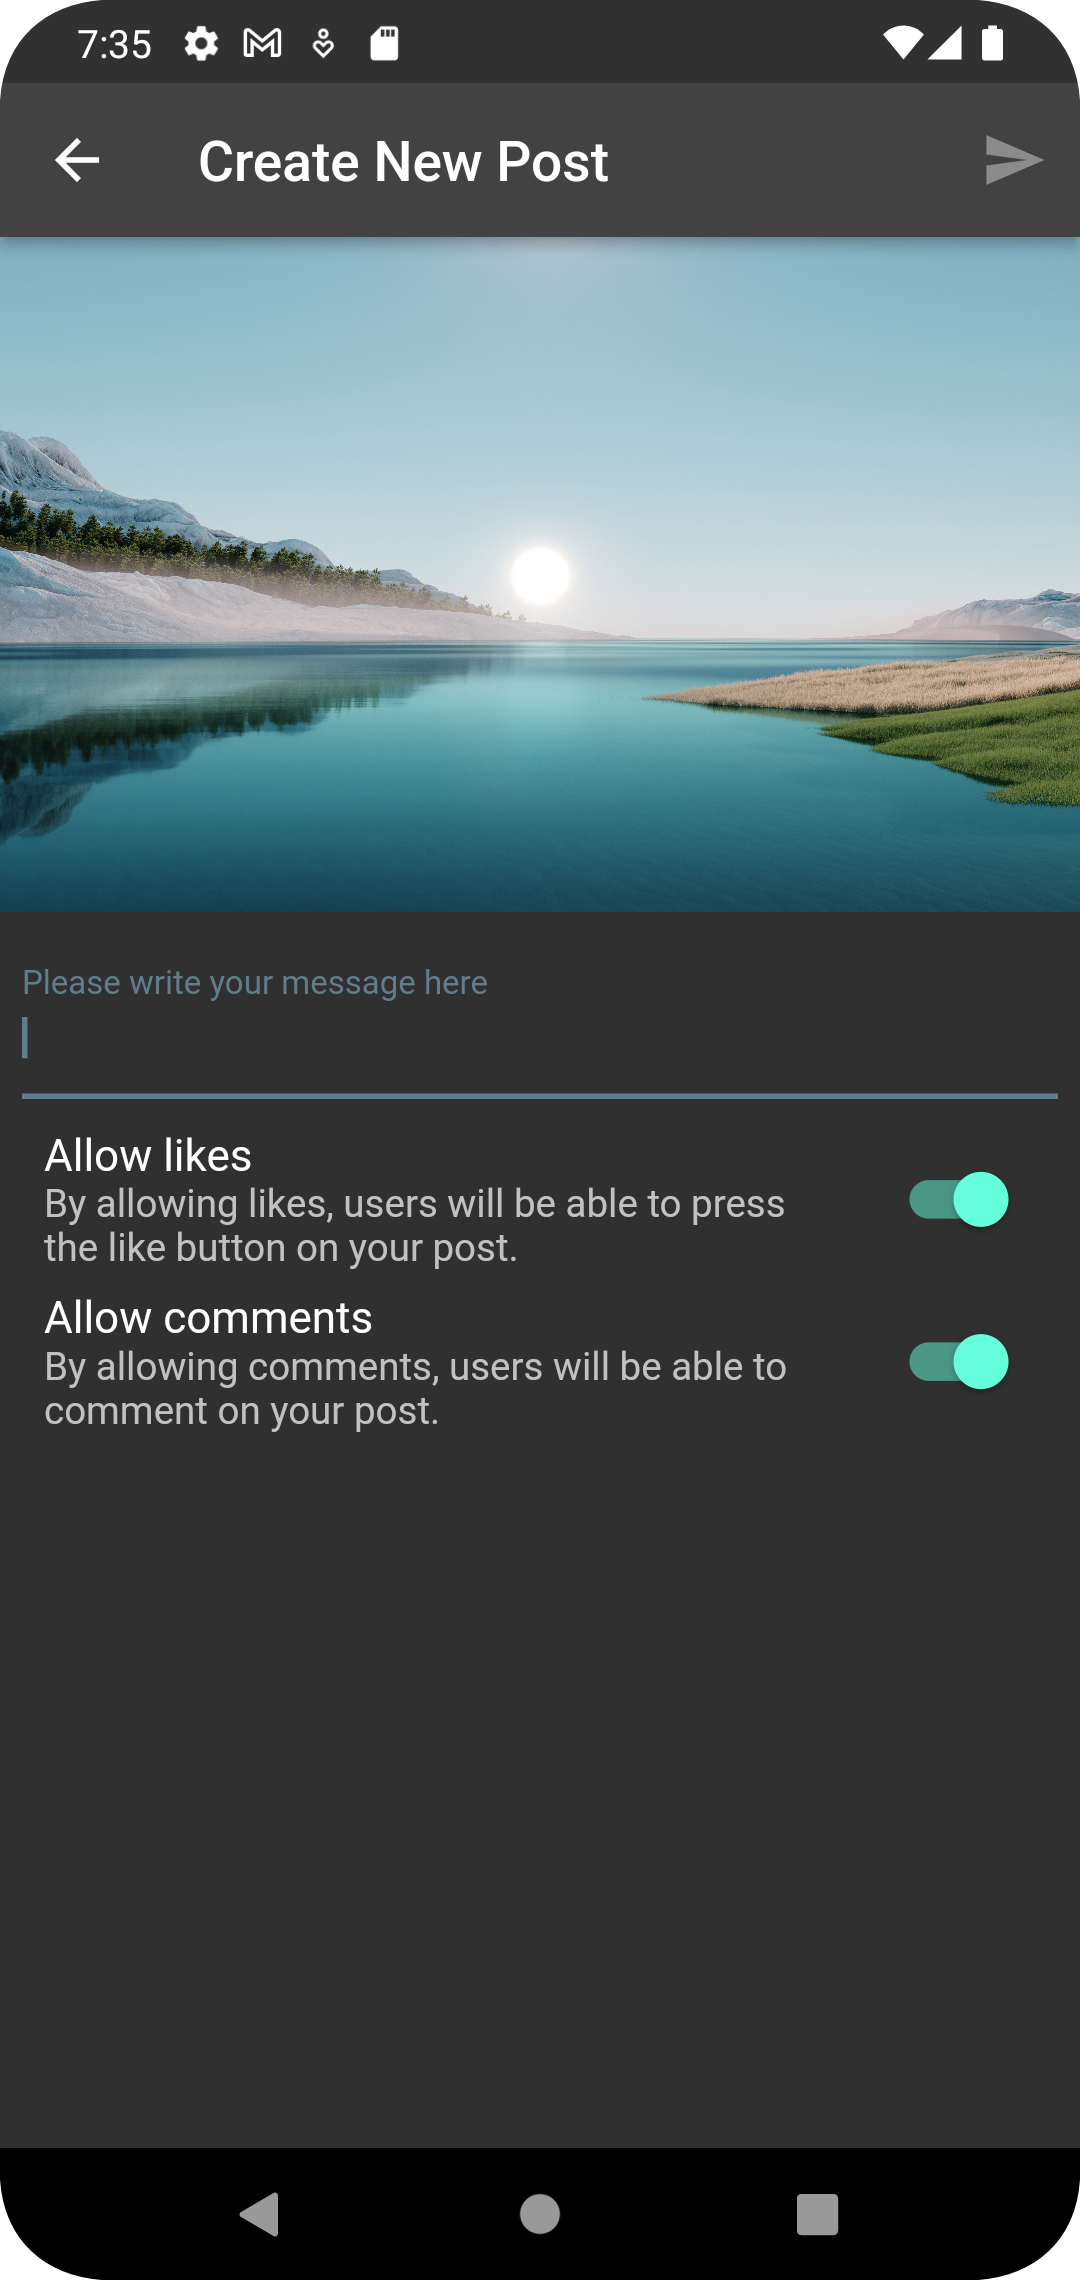 7:35
Create New Post
Please write your message here
Allow likes
By allowing likes, users will be able to press
the like button on your post.
Allow comments
By allowing comments, users will be able to
comment on your post.